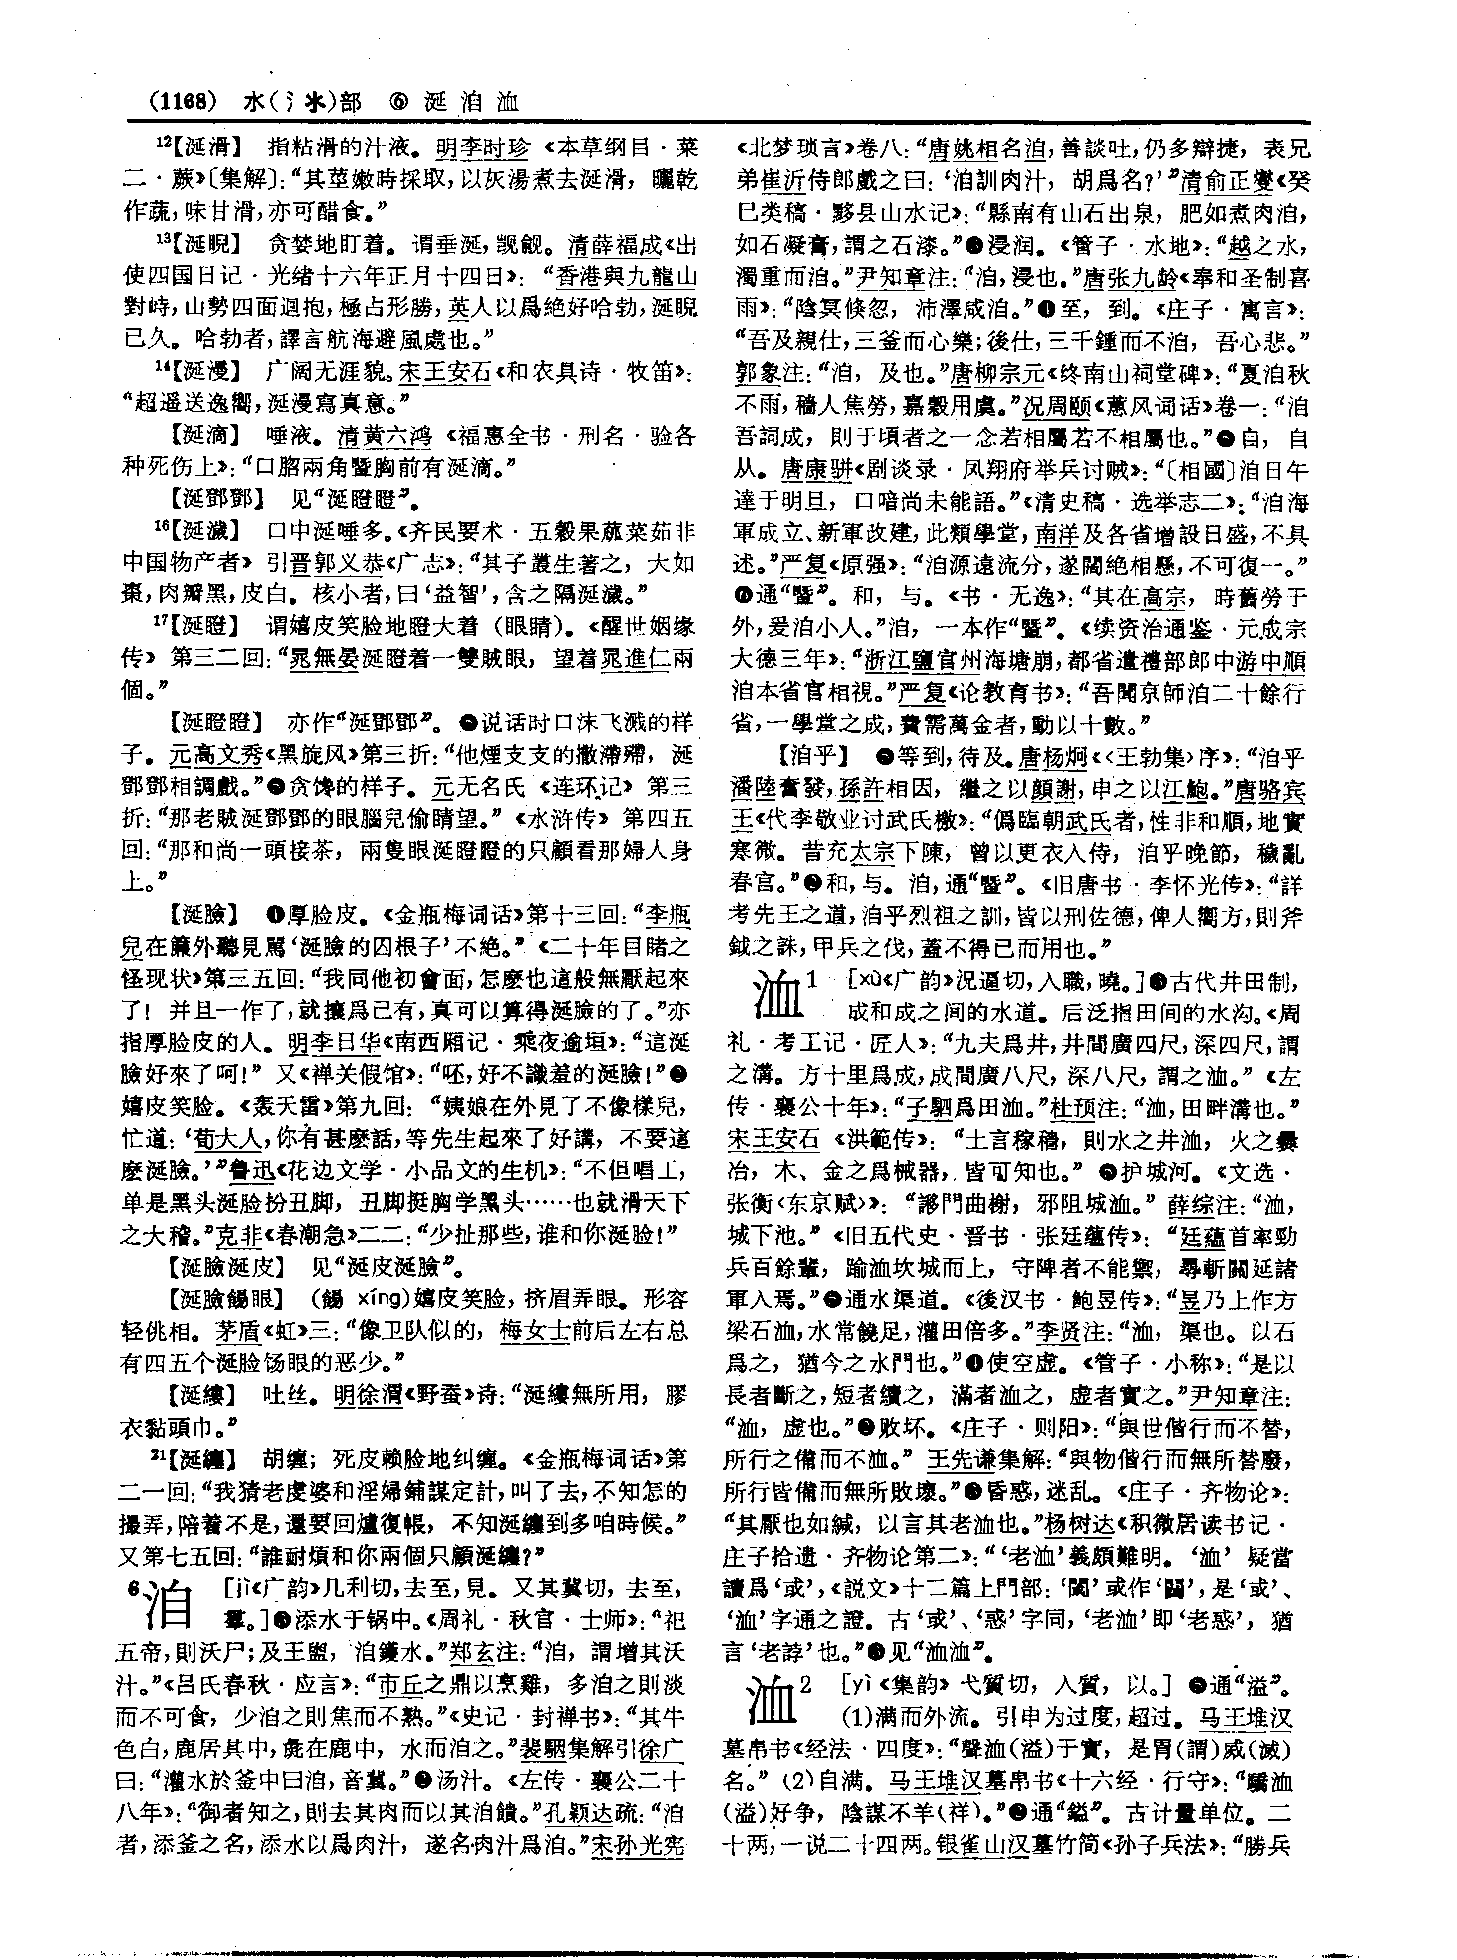 (1168) 水(氵氺)部 ⑥ 涎洎洫
¹²【涎滑】 指粘滑的汁液。明李时珍《本草纲目·菜
二·蕨》〔集解〕：“其莖嫩時採取，以灰湯煮去涎滑，曬乾
作蔬，味甘滑，亦可醋食。”
¹³【涎睨】 贪婪地盯着。谓垂涎，觊觎。清薛福成《出
使四国日记·光绪十六年正月十四日》：“香港與九龍山
對峙，山勢四面迴抱，極占形勝，英人以爲絶好哈勃，涎睨
已久。哈勃者，譯言航海避風處也。”
¹⁴【涎漫】 广阔无涯貌。宋王安石《和农具诗·牧笛》：
“超遥送逸響，涎漫寫真意。”
【涎滴】 唾液。清黄六鸿《福惠全书·刑名·验各
种死伤上》：“口胳兩角暨胸前有涎滴。”
【涎鄧鄧】 见“涎瞪瞪”。
¹⁶【涎濊】 口中涎唾多。《齐民要术·五穀果蓏菜茹非
中国物产者》引晋郭义恭《广志》：“其子叢生著之，大如
棗，肉瓣黑，皮白。核小者，曰‘益智’，含之隔涎濊。”
¹⁷【涎瞪】 谓嬉皮笑脸地瞪大着（眼睛）。《醒世姻缘
传》第三二回：“晁無晏涎瞪着一雙賊眼，望着晁進仁兩
個。”
【涎瞪瞪】 亦作“涎鄧鄧”。❶说话时口沫飞溅的样
子。元高文秀《黑旋风》第三折：“他煙支支的撒滯殢，涎
鄧鄧相調戲。”❷贪馋的样子。元无名氏《连环记》第三
折：“那老賊涎鄧鄧的眼腦兒偷睛望。”《水浒传》第四五
回：“那和尚一頭接茶，兩隻眼涎瞪瞪的只顧看那婦人身
上。”
【涎臉】 ❶厚脸皮。《金瓶梅词话》第十三回：“李瓶
兒在簾外聽見駡‘涎臉的囚根子’不絶。”《二十年目睹之
怪现状》第三五回：“我同他初會面，怎麽也這般無厭起來
了！并且一作了，就攘爲己有，真可以算得涎臉的了。”亦
指厚脸皮的人。明李日华《南西厢记·乘夜逾垣》：“這涎
臉好來了呵！”又《禅关假馆》：“呸，好不識羞的涎臉！”❷
嬉皮笑脸。《轰天雷》第九回：“姨娘在外見了不像樣兒，
忙道：‘荀大人，你有甚麽話，等先生起來了好講，不要這
麽涎臉。’”鲁迅《花边文学·小品文的生机》：“不但唱工，
单是黑头涎脸扮丑脚，丑脚挺胸学黑头……也就滑天下
之大稽。”克非《春潮急》二二：“少扯那些，谁和你涎脸！”
【涎臉涎皮】 见“涎皮涎臉”。
【涎臉餳眼】 （餳 xíng）嬉皮笑脸，挤眉弄眼。形容
轻佻相。茅盾《虹》三：“像卫队似的，梅女士前后左右总
有四五个涎脸饧眼的恶少。”
【涎縷】 吐丝。明徐渭《野蚕》诗：“涎縷無所用，膠
衣黏頭巾。”
²¹【涎纏】 胡缠；死皮赖脸地纠缠。《金瓶梅词话》第
二一回：“我猜老虔婆和淫婦鋪謀定計，叫了去，不知怎的
撮弄，陪着不是，還要回爐復帳，不知涎纏到多咱時候。”
又第七五回：“誰耐煩和你兩個只顧涎纏？”
⁶洎 ［jì《广韵》几利切，去至，見。又其冀切，去至，
羣。］❶添水于锅中。《周礼·秋官·士师》：“祀
五帝，則沃尸；及王盥，洎鑊水。”郑玄注：“洎，謂增其沃
汁。”《吕氏春秋·应言》：“市丘之鼎以烹雞，多洎之則淡
而不可食，少洎之則焦而不熟。”《史记·封禅书》：“其牛
色白，鹿居其中，彘在鹿中，水而洎之。”裴駰集解引徐广
曰：“灌水於釜中曰洎，音冀。”❷汤汁。《左传·襄公二十
八年》：“御者知之，則去其肉而以其洎饋。”孔颖达疏：“洎
者，添釜之名，添水以爲肉汁，遂名肉汁爲洎。”宋孙光宪
《北梦琐言》卷八：“唐姚相名洎，善談吐，仍多辯捷，表兄
弟崔沂侍郎戲之曰：‘洎訓肉汁，胡爲名？’”清俞正燮《癸
巳类稿·黟县山水记》：“縣南有山石出泉，肥如煮肉洎，
如石凝膏，謂之石漆。”❸浸润。《管子·水地》：“越之水，
濁重而洎。”尹知章注：“洎，浸也。”唐张九龄《奉和圣制喜
雨》：“陰冥倏忽，沛澤咸洎。”❹至，到。《庄子·寓言》：
“吾及親仕，三釜而心樂；後仕，三千鍾而不洎，吾心悲。”
郭象注：“洎，及也。”唐柳宗元《终南山祠堂碑》：“夏洎秋
不雨，穡人焦勞，嘉穀用虞。”况周颐《蕙风词话》卷一：“洎
吾詞成，則于頃者之一念若相屬若不相屬也。”❺自，自
从。唐康骈《剧谈录·凤翔府举兵讨贼》：“〔相國〕洎日午
達于明旦，口喑尚未能語。”《清史稿·选举志二》：“洎海
軍成立、新軍改建，此類學堂，南洋及各省增設日盛，不具
述。”严复《原强》：“洎源遠流分，遂闊絶相懸，不可復一。”
❻通“暨”。和，与。《书·无逸》：“其在高宗，時舊勞于
外，爰洎小人。”洎，一本作“暨”。《续资治通鉴·元成宗
大德三年》：“浙江鹽官州海塘崩，都省遣禮部郎中游中順
洎本省官相視。”严复《论教育书》：“吾聞京師洎二十餘行
省，一學堂之成，費需萬金者，動以十數。”
【洎乎】 ❶等到，待及。唐杨炯《〈王勃集〉序》：“洎乎
潘陸奮發，孫許相因，繼之以顔謝，申之以江鮑。”唐骆宾
王《代李敬业讨武氏檄》：“僞臨朝武氏者，性非和順，地實
寒微。昔充太宗下陳，曾以更衣入侍，洎乎晚節，穢亂
春宫。”❷和，与。洎，通“暨”。《旧唐书·李怀光传》：“詳
考先王之道，洎乎烈祖之訓，皆以刑佐德，俾人嚮方，則斧
鉞之誅，甲兵之伐，蓋不得已而用也。”
洫¹ ［xù《广韵》况逼切，入職，曉。］❶古代井田制，
成和成之间的水道。后泛指田间的水沟。《周
礼·考工记·匠人》：“九夫爲井，井間廣四尺，深四尺，謂
之溝。方十里爲成，成間廣八尺，深八尺，謂之洫。”《左
传·襄公十年》：“子駟爲田洫。”杜预注：“洫，田畔溝也。”
宋王安石《洪範传》：“土言稼穡，則水之井洫，火之爨
冶，木、金之爲械器，皆可知也。”❷护城河。《文选·
张衡〈东京赋〉》：“謻門曲榭，邪阻城洫。”薛综注：“洫，
城下池。”《旧五代史·晋书·张廷蕴传》：“廷蘊首率勁
兵百餘輩，踰洫坎城而上，守陴者不能禦，尋斬關延諸
軍入焉。”❸通水渠道。《後汉书·鲍昱传》：“昱乃上作方
梁石洫，水常饒足，溉田倍多。”李贤注：“洫，渠也。以石
爲之，猶今之水門也。”❹使空虚。《管子·小称》：“是以
長者斷之，短者續之，滿者洫之，虚者實之。”尹知章注：
“洫，虚也。”❺败坏。《庄子·则阳》：“與世偕行而不替，
所行之備而不洫。”王先谦集解：“與物偕行而無所替廢，
所行皆備而無所敗壞。”❻昏惑，迷乱。《庄子·齐物论》：
“其厭也如緘，以言其老洫也。”杨树达《积微居读书记·
庄子拾遗·齐物论第二》：“‘老洫’義頗難明。‘洫’疑當
讀爲‘或’，《説文》十二篇上門部：‘閾’或作‘䦗’，是‘或’、
‘洫’字通之證。古‘或’、‘惑’字同，‘老洫’即‘老惑’，猶
言‘老誖’也。”❼见“洫洫”。
洫² ［yì《集韵》弋質切，入質，以。］❶通“溢”。
(1)满而外流。引申为过度，超过。马王堆汉
墓帛书《经法·四度》：“聲洫（溢）于實，是胃（謂）威（滅）
名。”(2)自满。马王堆汉墓帛书《十六经·行守》：“驕洫
（溢）好争，陰謀不羊（祥）。”❷通“鎰”。古计量单位。二
十两，一说二十四两。银雀山汉墓竹简《孙子兵法》：“勝兵